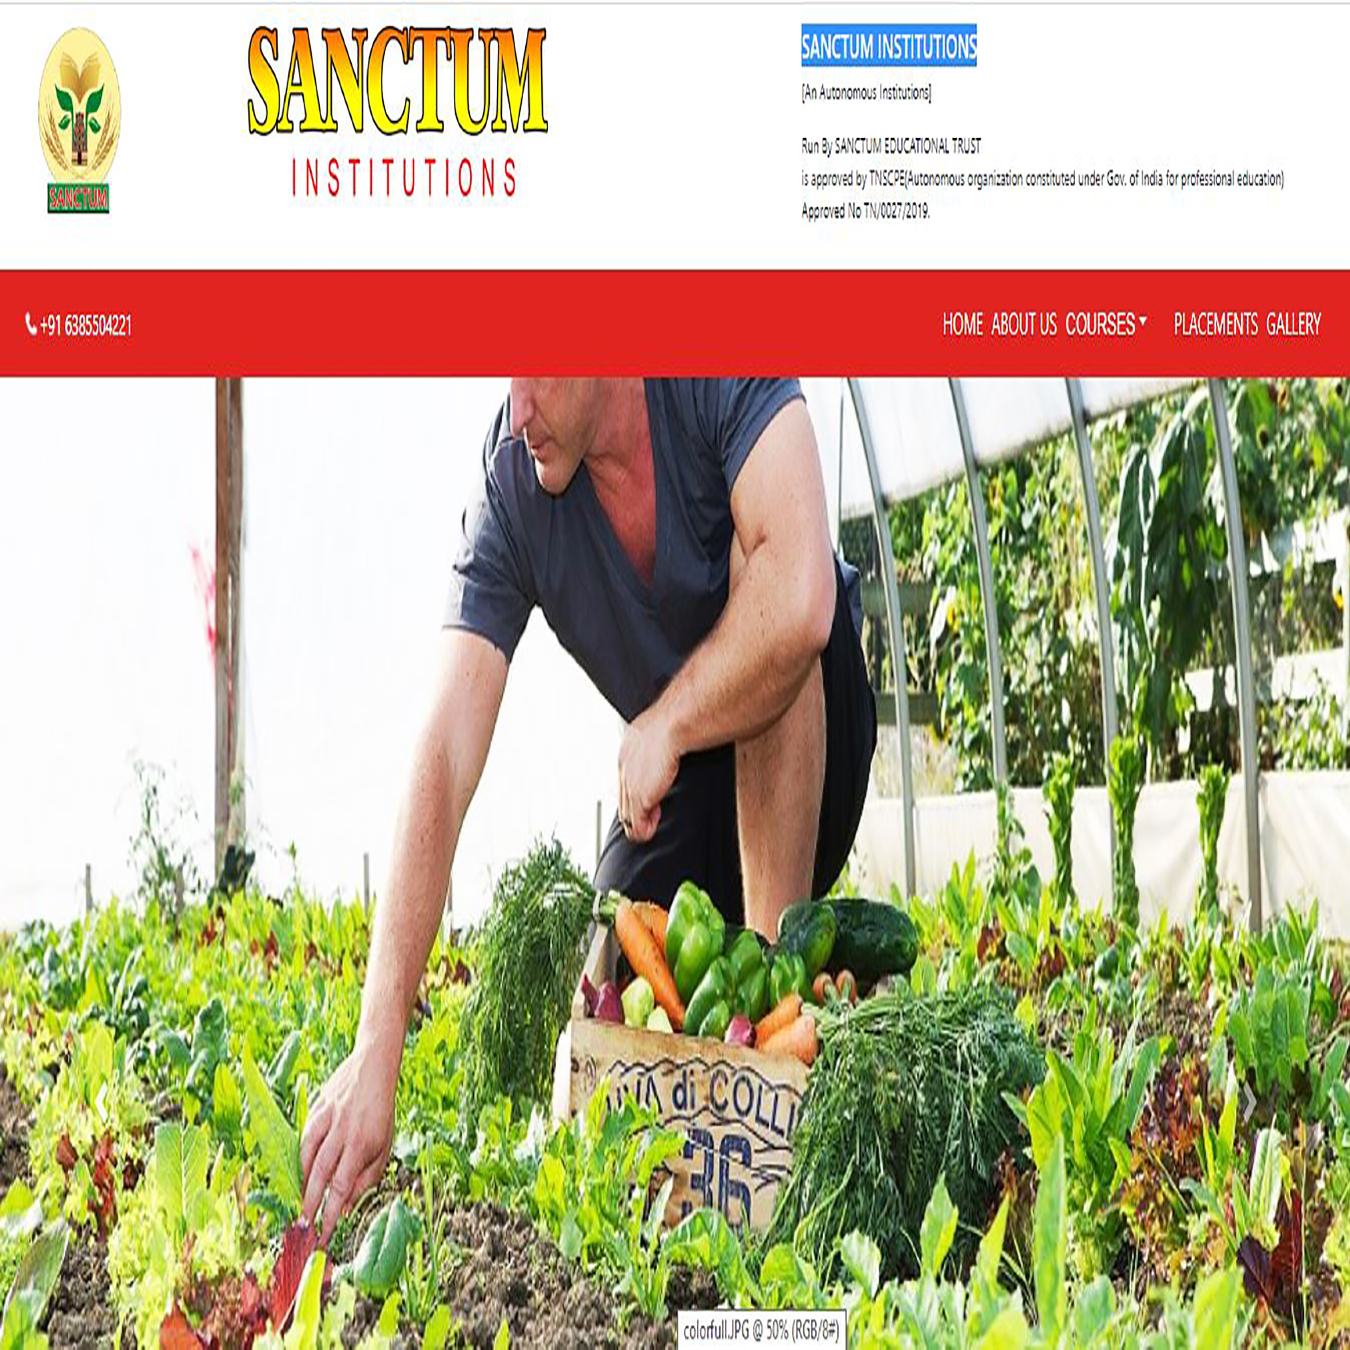 SANCTUM
SANCTUM
INSTITUTIONS
SANCTUM INSTITUTIONS
[An Autonomous Institutions]
Run By SANCTUM EDUCATIONAL TRUST
is approved by TNSCPE(Autonomous organization constituted under Gov. of India for professional education)
Approved No TN/0027/2019.
+91 6385504221
HOME ABOUT US COURSES PLACEMENTS GALLERY
di COLLI
36
colorfull.JPG @ 50% (RGB/8#)